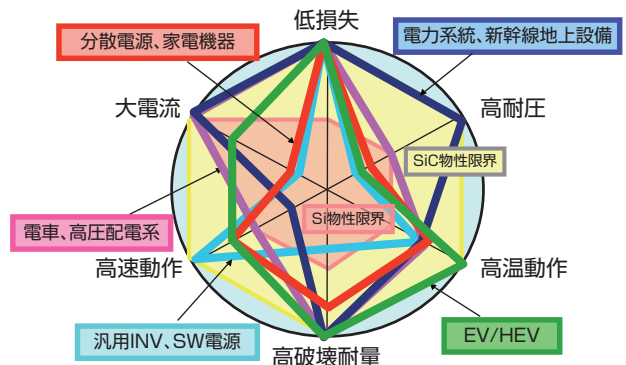 低損失
分散電源、家電機器
電力系統、新幹線地上設備
大電流
高耐圧
SiC物性限界
Si物性限界
電車、高圧配電系
高速動作
高温動作
汎用INV、SW電源
EV/HEV
高破壊耐量